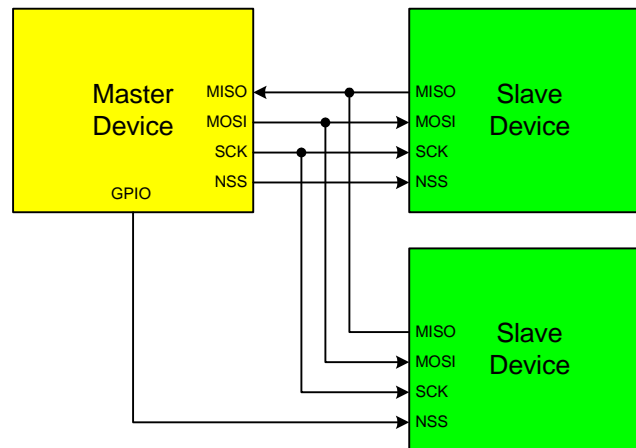 Master
Device
MISO
MOSI
SCK
NSS
GPIO
MISO
MOSI
SCK
NSS
Slave
Device
MISO
MOSI
SCK
NSS
Slave
Device